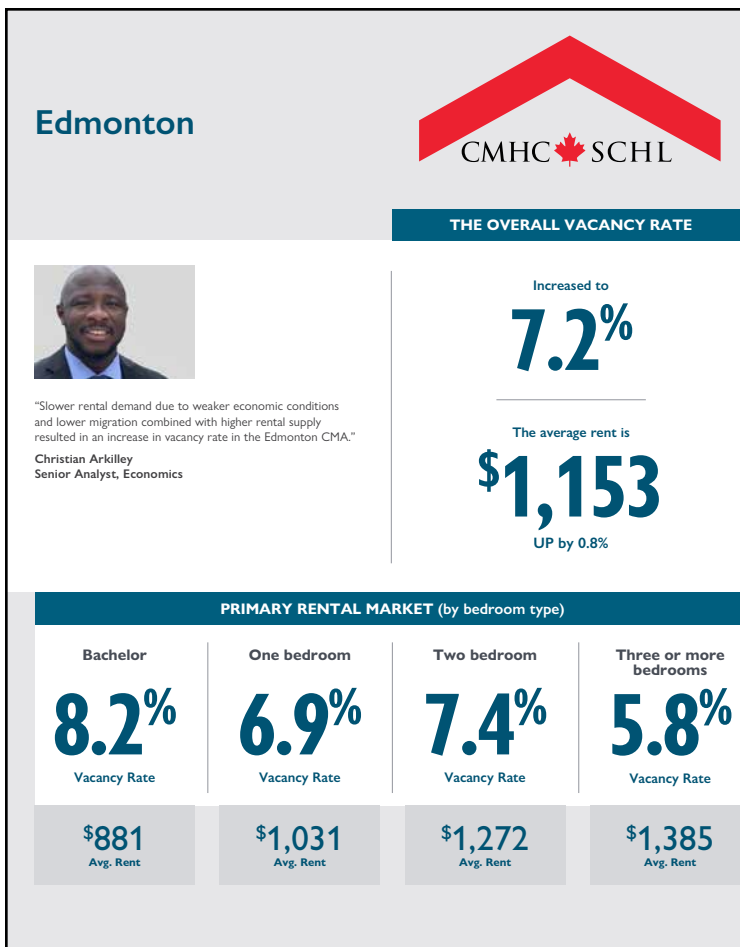 Edmonton
CMHC SCHL
THE OVERALL VACANCY RATE
“Slower rental demand due to weaker economic conditions
and lower migration combined with higher rental supply
resulted in an increase in vacancy rate in the Edmonton CMA.”
Christian Arkilley
Senior Analyst, Economics
Increased to
7.2%
The average rent is
$1,153
UP by 0.8%
PRIMARY RENTAL MARKET (by bedroom type)
Bachelor
8.2%
Vacancy Rate
$881
Avg. Rent
One bedroom
6.9%
Vacancy Rate
$1,031
Avg. Rent
Two bedroom
7.4%
Vacancy Rate
$1,272
Avg. Rent
Three or more
bedrooms
5.8%
Vacancy Rate
$1,385
Avg. Rent